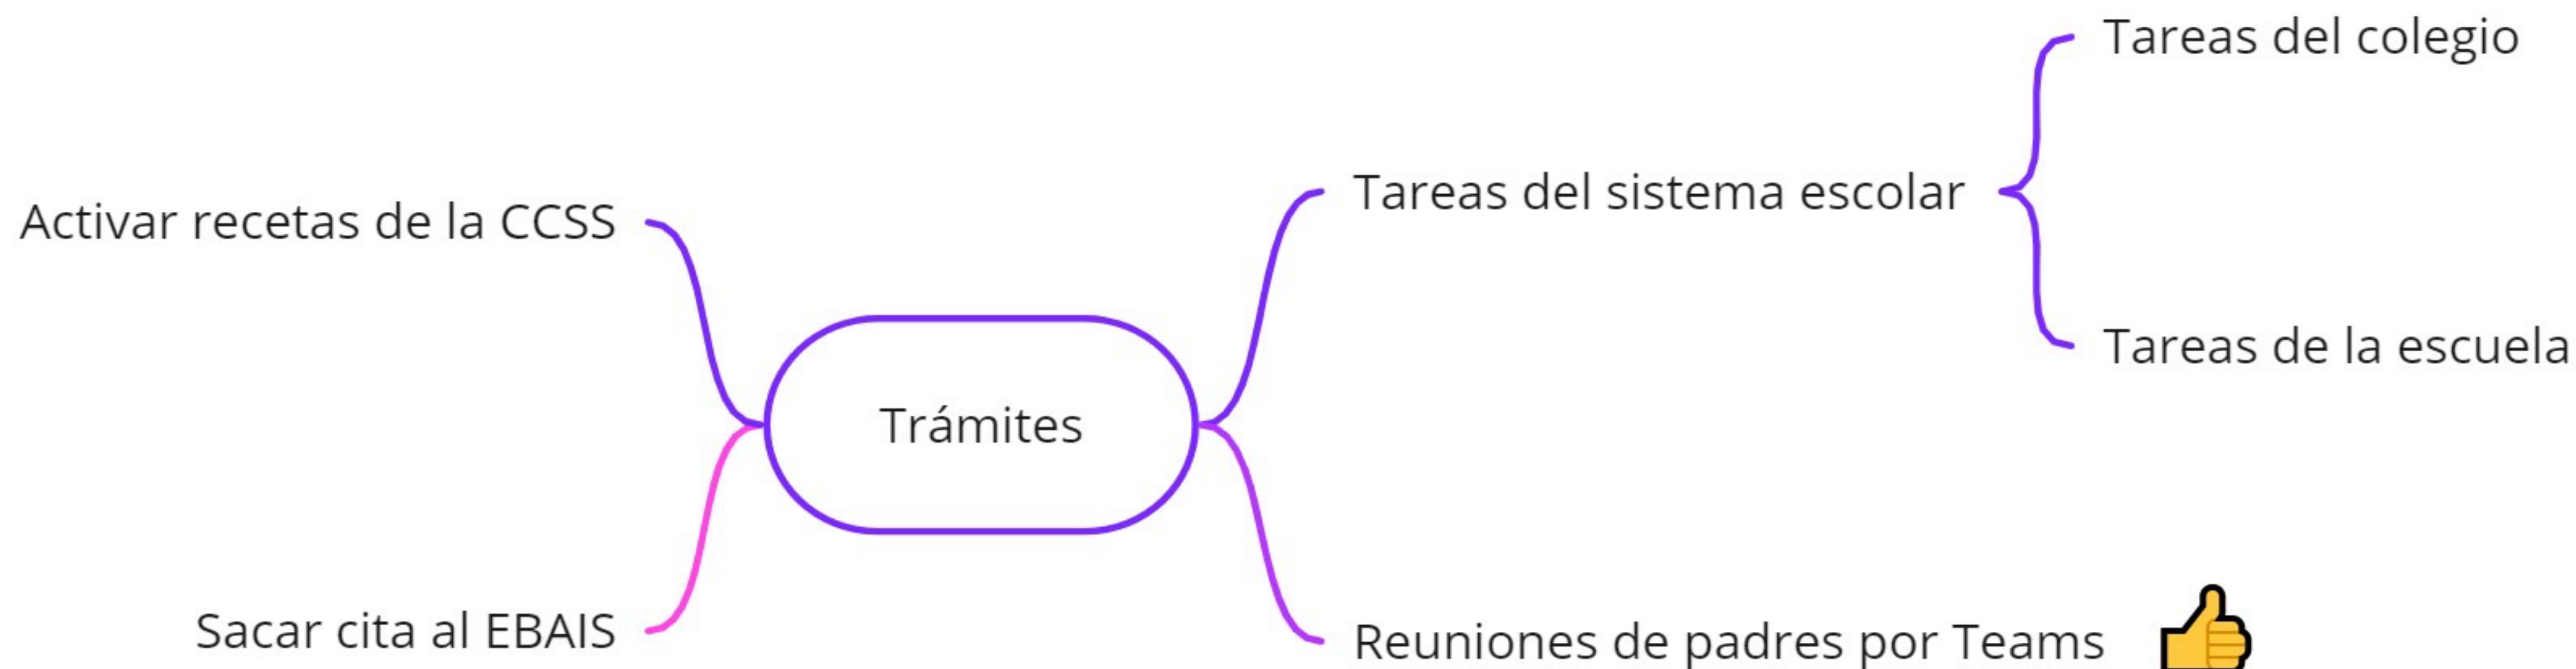 Trámites
Activar recetas de la CCSS
Sacar cita al EBAIS
Tareas del sistema escolar
Tareas del colegio
Tareas de la escuela
Reuniones de padres por Teams